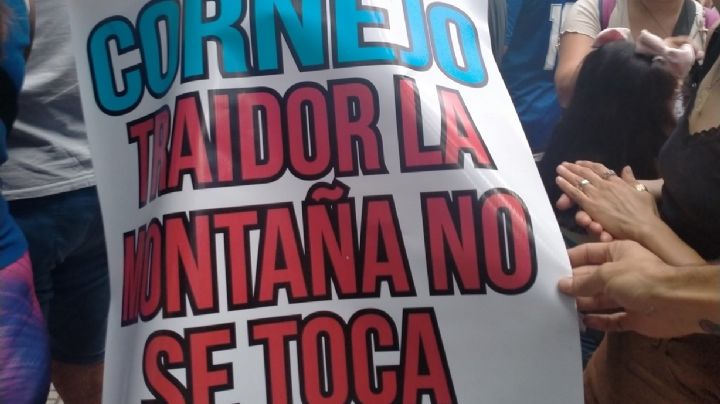 CORNEJO
TRAIDOR LA
MONTAÑA NO
SE TOCA